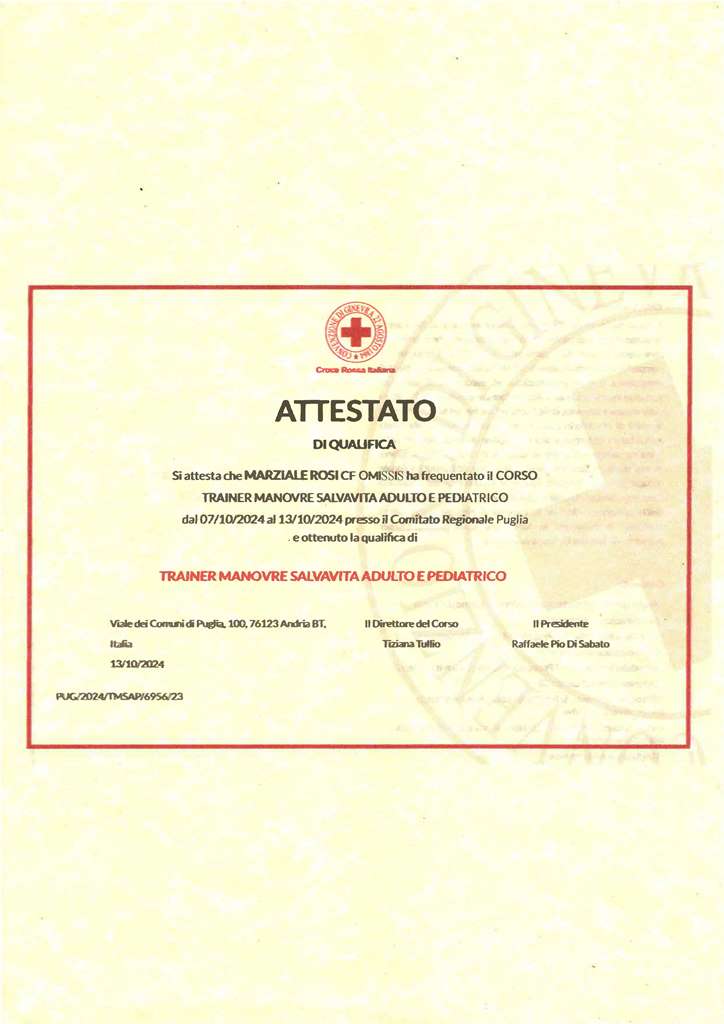 CONVENZIONE DI GINEVRA 22 AGOSTO 1864
Croce Rossa Italiana
ATTESTATO
DI QUALIFICA
Si attesta che MARZIALE ROSI CF OMISSIS ha frequentato il CORSO
TRAINER MANOVRE SALVAVITA ADULTO E PEDIATRICO
dal 07/10/2024 al 13/10/2024 presso il Comitato Regionale Puglia
. e ottenuto la qualifica di
TRAINER MANOVRE SALVAVITA ADULTO E PEDIATRICO
Viale dei Comuni di Puglia, 100, 76123 Andria BT, Il Direttore del Corso Il Presidente
Italia Tiziana Tullio Raffaele Pio Di Sabato
13/10/2024
PUG/2024/TMSAP/6956/23